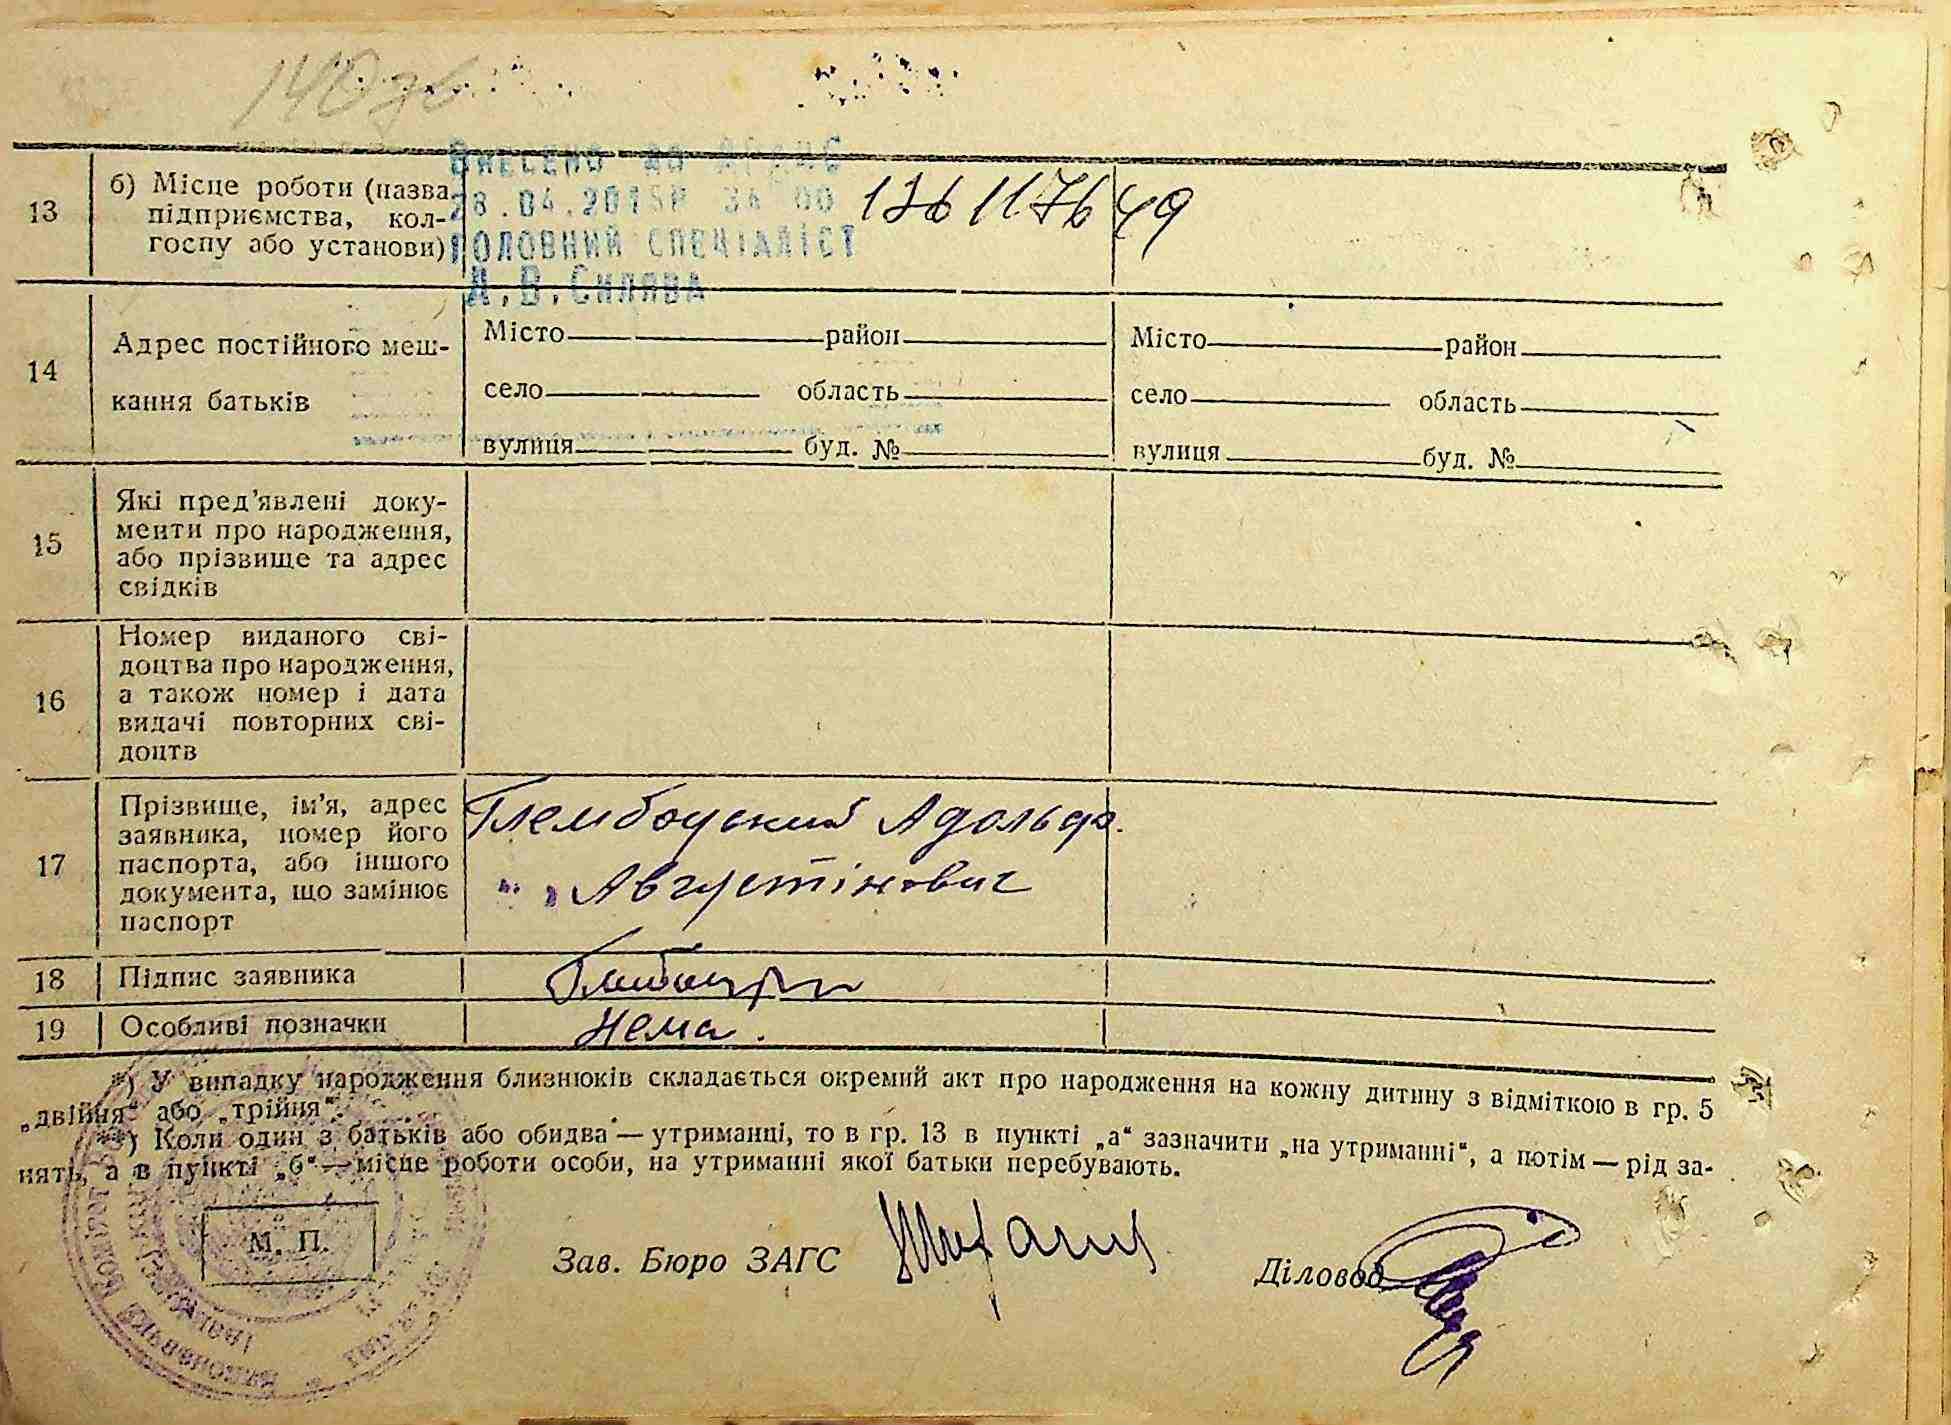 140 зв
Внесено до ДРАЦС
28.04.2015р
ГОЛОВНИЙ СПЕЦІАЛІСТ
А.В.Силява
13 б) Місце роботи (назва
підприємства, кол-
госпу або установи)
14 Адрес постійного меш-
кання батьків
Місто район Місто район
село область село область
вулиця буд. № вулиця буд. №
15 Які пред’явлені доку-
менти про народження,
або прізвище та адрес
свідків
16 Номер виданого сві-
доцтва про народження,
а також номер і дата
видачі повторних сві-
доцтв
17 Прізвище, ім’я, адрес
заявника, номер його
паспорта, або іншого
документа, що замінює
паспорт
Глембоцький Адольф.
Августінович
18 Підпис заявника
19 Особливі позначки Нема.
*) У випадку народження близнюків складається окремий акт про народження на кожну дитину з відміткою в гр. 5
„двійня“ або „трійня“.
**) Коли один з батьків або обидва — утриманці, то в гр. 13 в пункті „а“ зазначити „на утриманні“, а потім — рід за-
нять, а в пункті „б“ — місце роботи особи, на утриманні якої батьки перебувають.
М. П.
Зав. Бюро ЗАГС Діловод